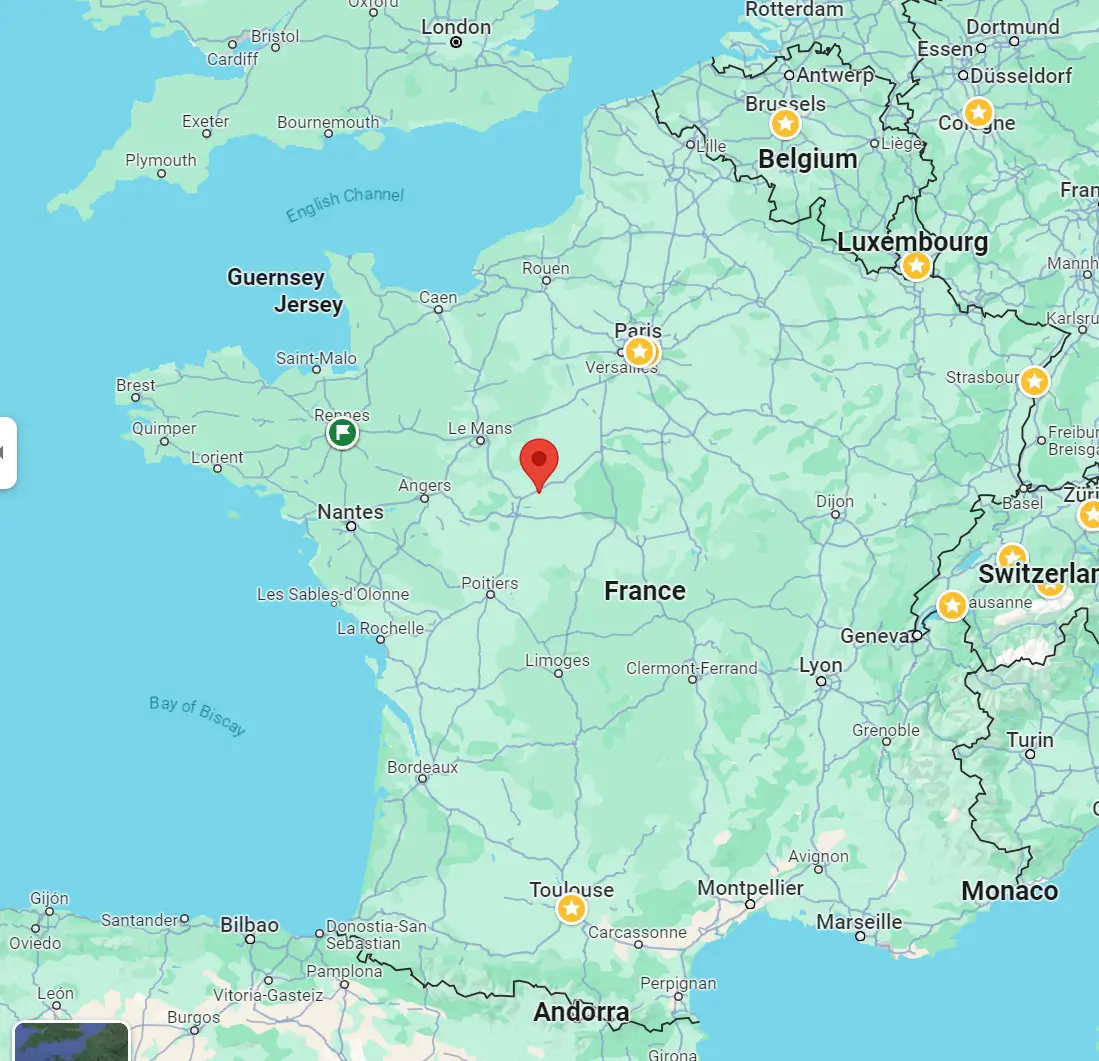 Oxford
Rotterdam
London
Dortmund
Bristol
Essen
Cardiff
Antwerp
Düsseldorf
Brussels
Exeter
Bournemouth
Cologne
Lille
Liège
Belgium
Plymouth
Fran
English Channel
Luxembourg
Guernsey
Rouen
Mannh
Jersey
Caen
Karlsru
Paris
Saint-Malo
Versailles
Strasbour
Brest
Rennes
Quimper
Le Mans
Freibur
Breisga
Lorient
Angers
Züri
Dijon
Basel
Nantes
Switzerlan
Poitiers
France
Les Sables-d'Olonne
ausanne
La Rochelle
Geneva
Limoges
Clermont-Ferrand
Lyon
Bay of Biscay
Grenoble
Turin
Bordeaux
Avignon
Toulouse
Montpellier
Monaco
Gijón
Santander
Bilbao
Donostia-San
Sebastian
Carcassonne
Marseille
Oviedo
Pamplona
Perpignan
León
Vitoria-Gasteiz
Andorra
Burgos
Girona